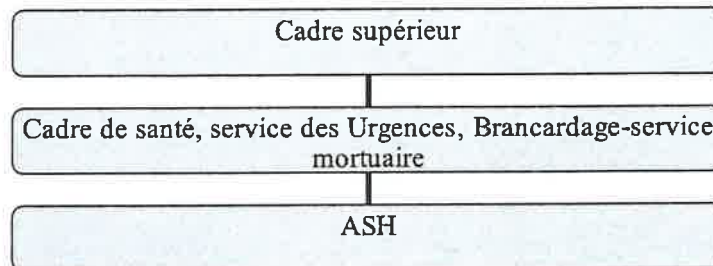 Cadre supérieur
Cadre de santé, service des Urgences, Brancardage-service
mortuaire
ASH